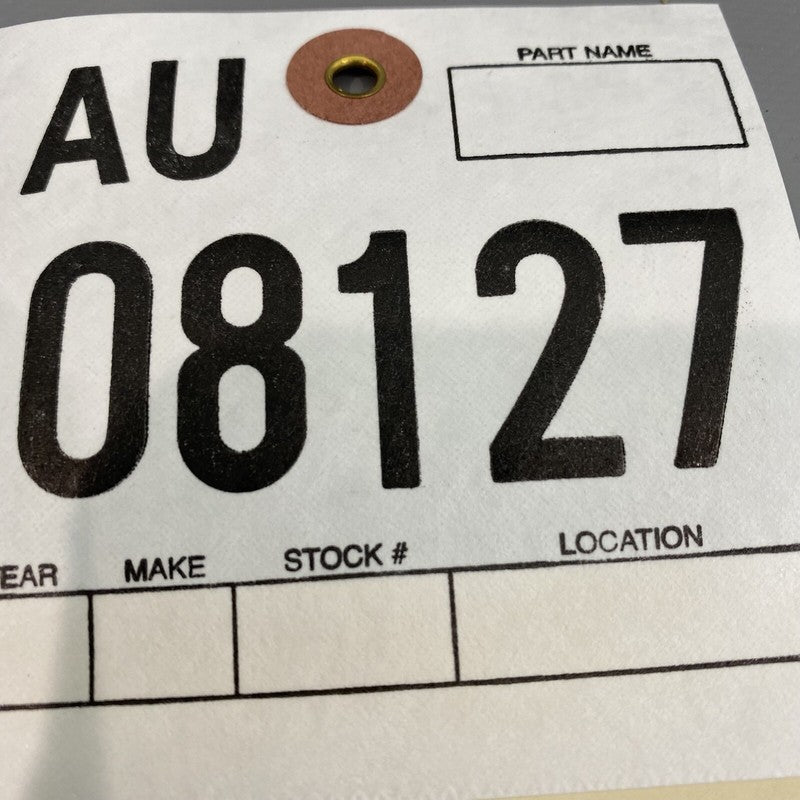 AU
PART NAME
08127
EAR MAKE STOCK # LOCATION